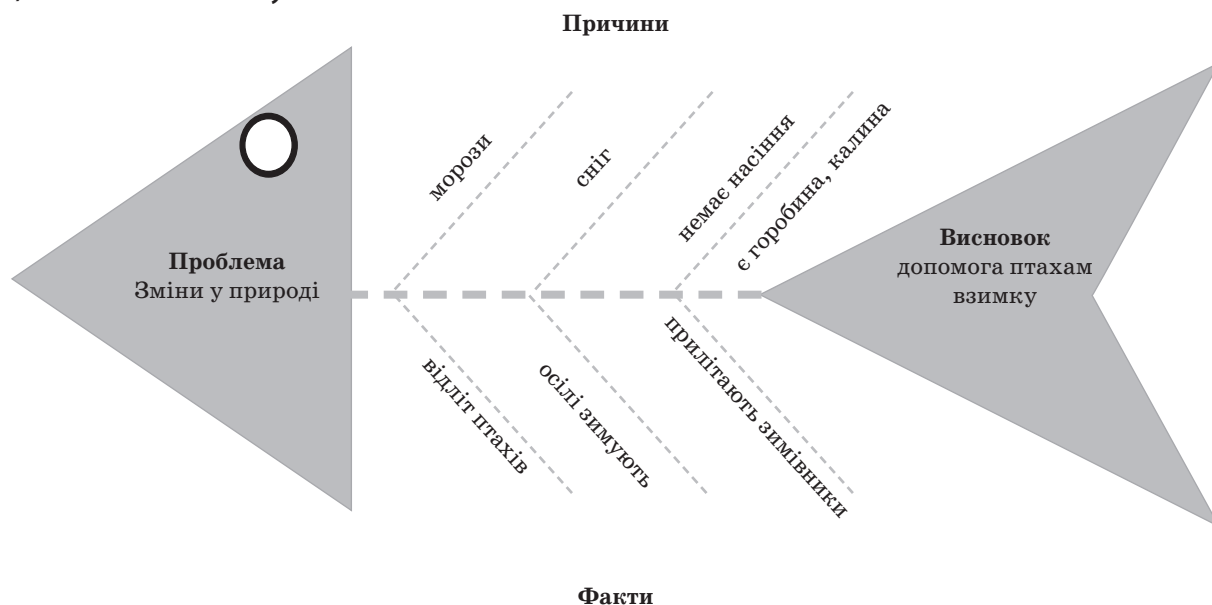 Причини
морози
сніг
немає насіння
є горобина, калина
Проблема
Зміни у природі
Висновок
допомога птахам
взимку
відліт птахів
осілі зимують
прилітають зимівники
Факти